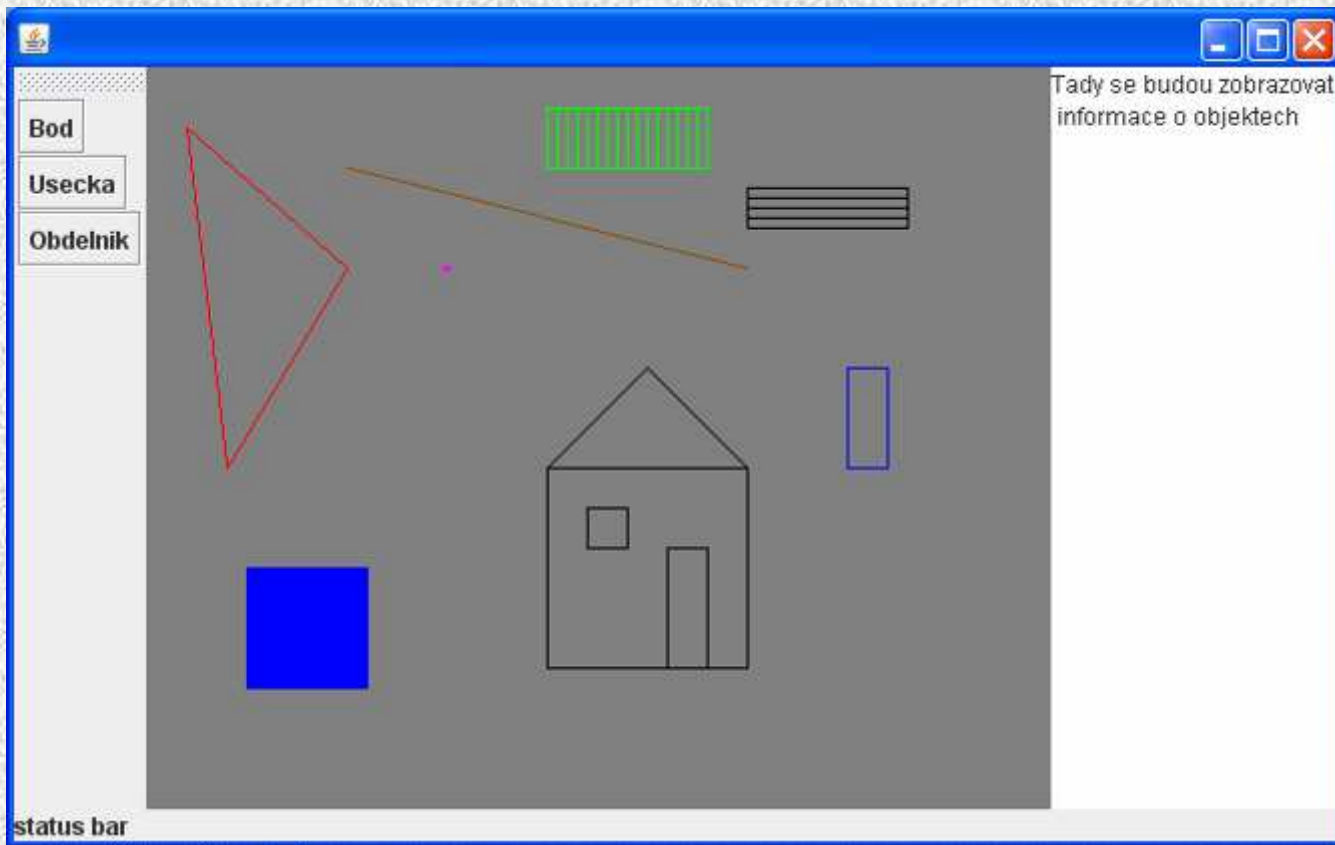 Bod
Usecka
Obdelnik
Tady se budou zobrazovat
informace o objektech
status bar